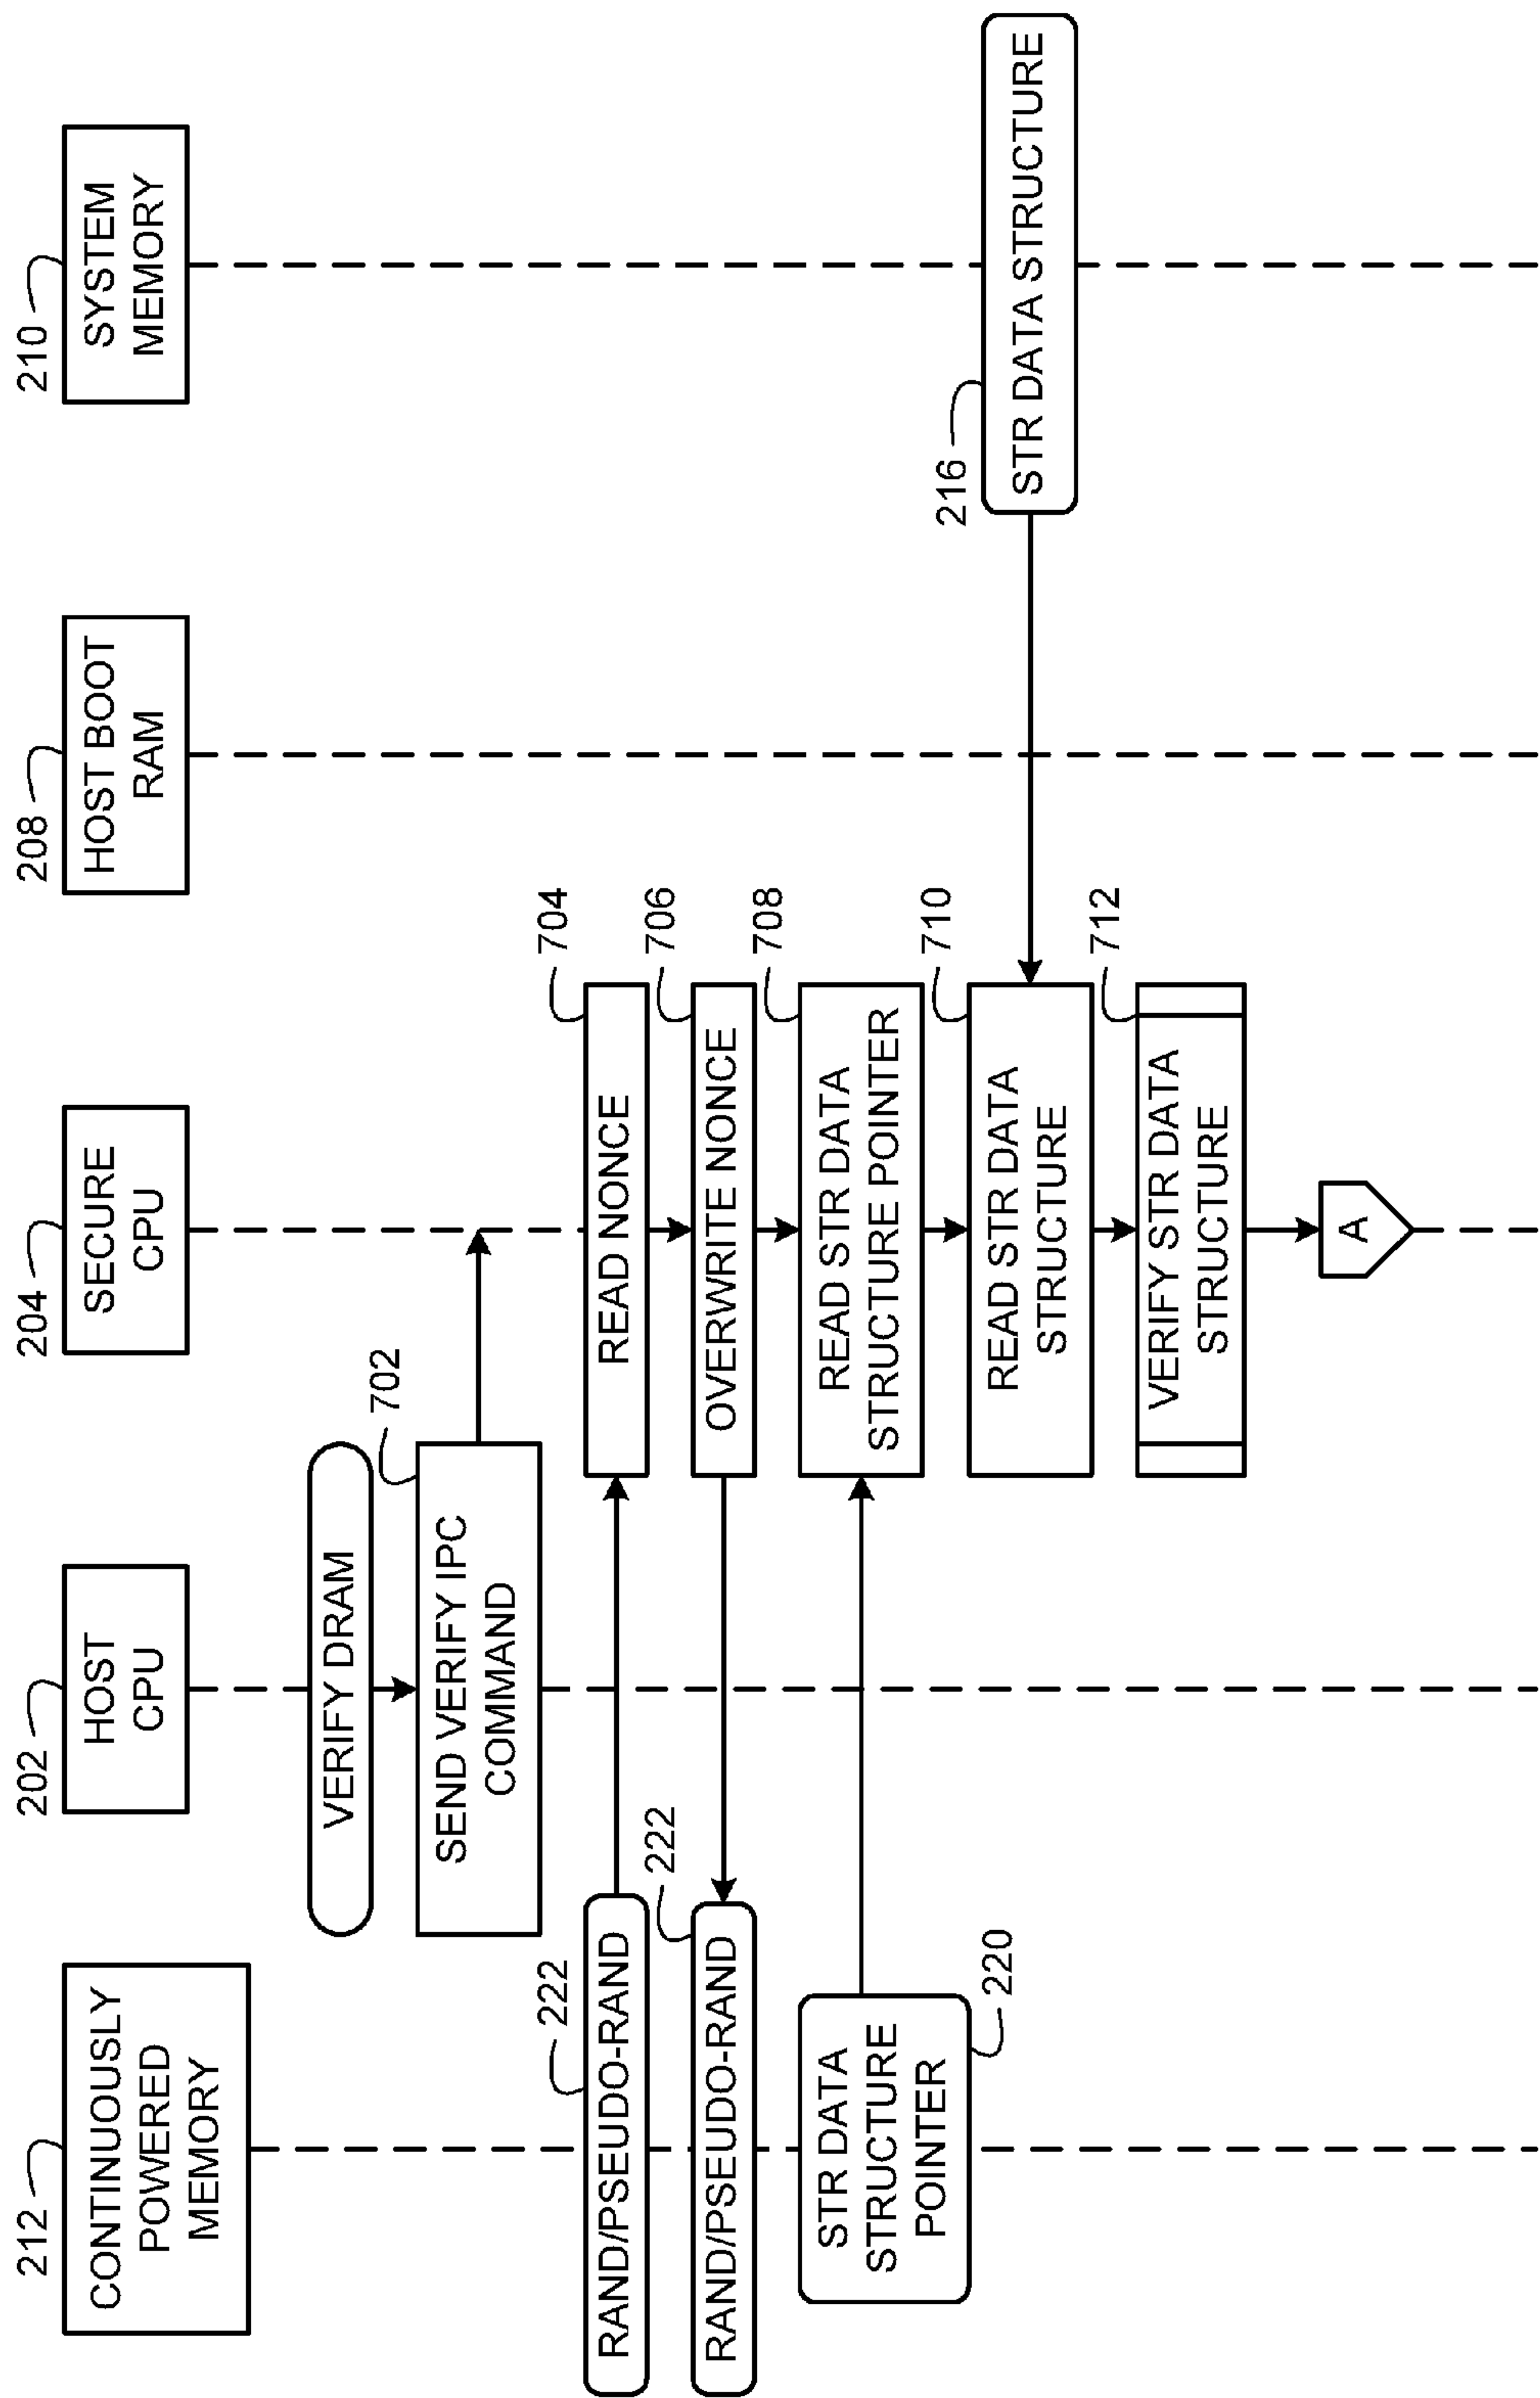 212
CONTINUOUSLY
POWERED
MEMORY
202
HOST
CPU
204
SECURE
CPU
208
HOST BOOT
RAM
210
SYSTEM
MEMORY
VERIFY DRAM
702
SEND VERIFY IPC
COMMAND
222
RAND/PSEUDO-RAND
704
READ NONCE
222
RAND/PSEUDO-RAND
706
OVERWRITE NONCE
STR DATA
STRUCTURE
POINTER
220
708
READ STR DATA
STRUCTURE POINTER
710
READ STR DATA
STRUCTURE
216
STR DATA STRUCTURE
712
VERIFY STR DATA
STRUCTURE
A